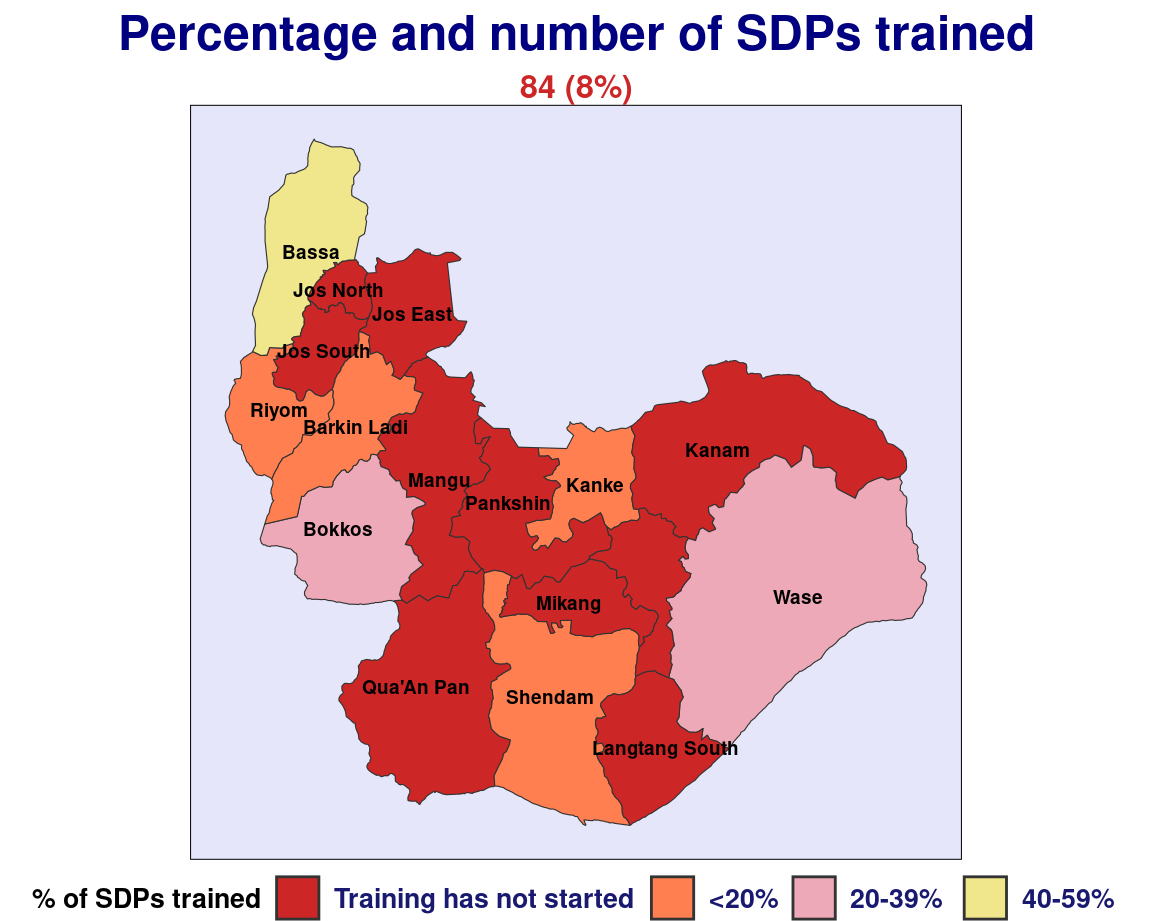 Percentage and number of SDPs trained
84 (8%)
Bassa
Jos North
Jos East
Jos South
Riyom
Barkin Ladi
Kanam
Mangu
Kanke
Pankshin
Bokkos
Wase
Mikang
Qua'An Pan
Shendam
Langtang South
% of SDPs trained Training has not started <20% 20-39% 40-59%